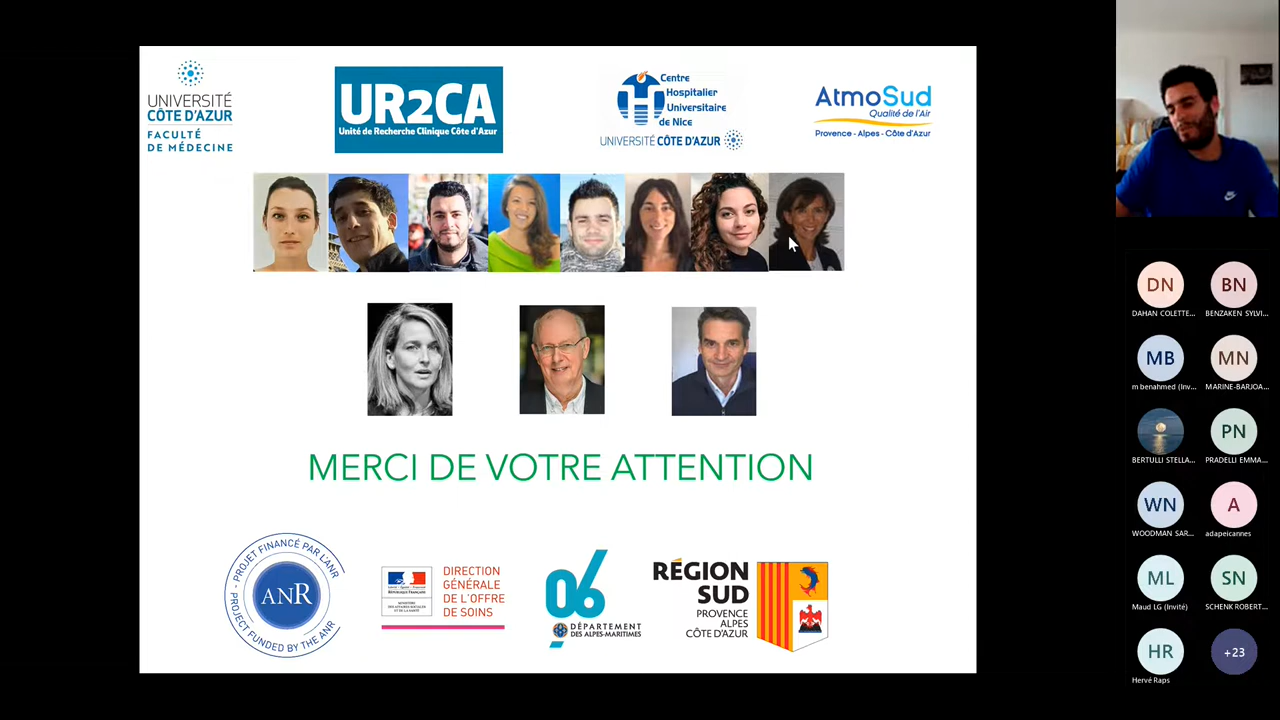 UNIVERSITÉ
CÔTE D'AZUR
FACULTÉ
DE MÉDECINE
UR2CA
Unité de Recherche Clinique Côte d'Azur
Centre
Hospitalier
Universitaire
de Nice
UNIVERSITÉ CÔTE D'AZUR
AtmoSud
Qualité de l'Air
Provence - Alpes - Côte d'Azur
MERCI DE VOTRE ATTENTION
- PROJET FINANCÉ PAR L'ANR -
ANR
PROJECT FUNDED BY THE ANR
RÉPUBLIQUE FRANÇAISE
DIRECTION
GÉNÉRALE
DE L'OFFRE
DE SOINS
06
DÉPARTEMENT
DES ALPES-MARITIMES
RÉGION
SUD
PROVENCE
ALPES
CÔTE D'AZUR
DN
BN
DAHAN COLETTE...
BENZAKEN SYLVI...
MB
MN
m benahmed (Inv...
MARINE-BARJOA...
PN
BERTULLI STELLA...
PRADELLI EMMA...
WN
A
WOODMAN SAR...
adapeicannes
ML
SN
Maud LG (Invité)
SCHENK ROBERT...
HR
+23
Hervé Raps